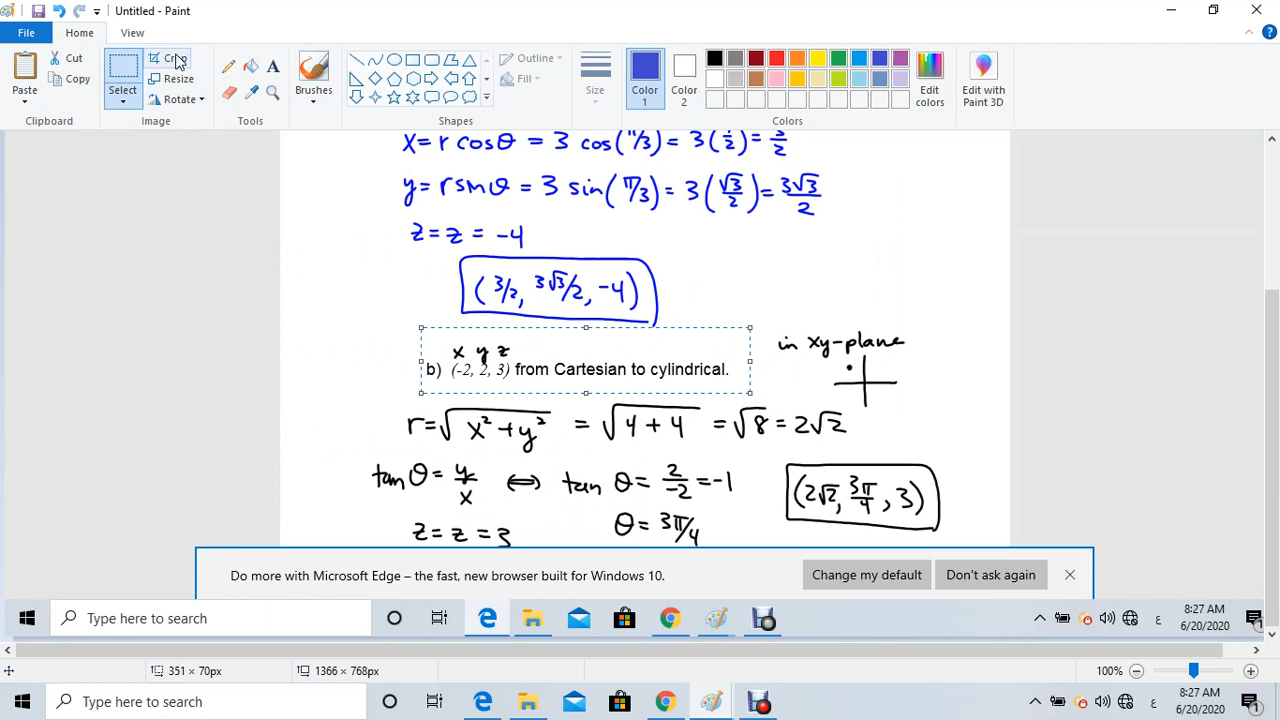 Untitled - Paint
File Home View
Cut
Copy
Paste
Clipboard
Select
Crop
Resize
Rotate
Image
Tools
Brushes
Outline
Fill
Shapes
Size
Color 1
Color 2
Edit colors
Edit with Paint 3D
Colors
x = r cosθ = 3 cos(π/3) = 3(1/2) = 3/2
y = r sin θ = 3 sin(π/3) = 3(√3/2) = 3√3/2
z = z = -4
(3/2, 3√3/2, -4)
x y z
b) (-2, 2, 3) from Cartesian to cylindrical.
in xy-plane
r = √x²+y² = √4+4 = √8 = 2√2
tan θ = y/x ⟺ tan θ = 2/-2 = -1
(2√2, 3π/4, 3)
z = z = 3 θ = 3π/4
Do more with Microsoft Edge – the fast, new browser built for Windows 10. Change my default Don't ask again
Type here to search
ع
8:27 AM
6/20/2020
1
351 × 70px 1366 × 768px 100%
Type here to search
ع
8:27 AM
6/20/2020
1